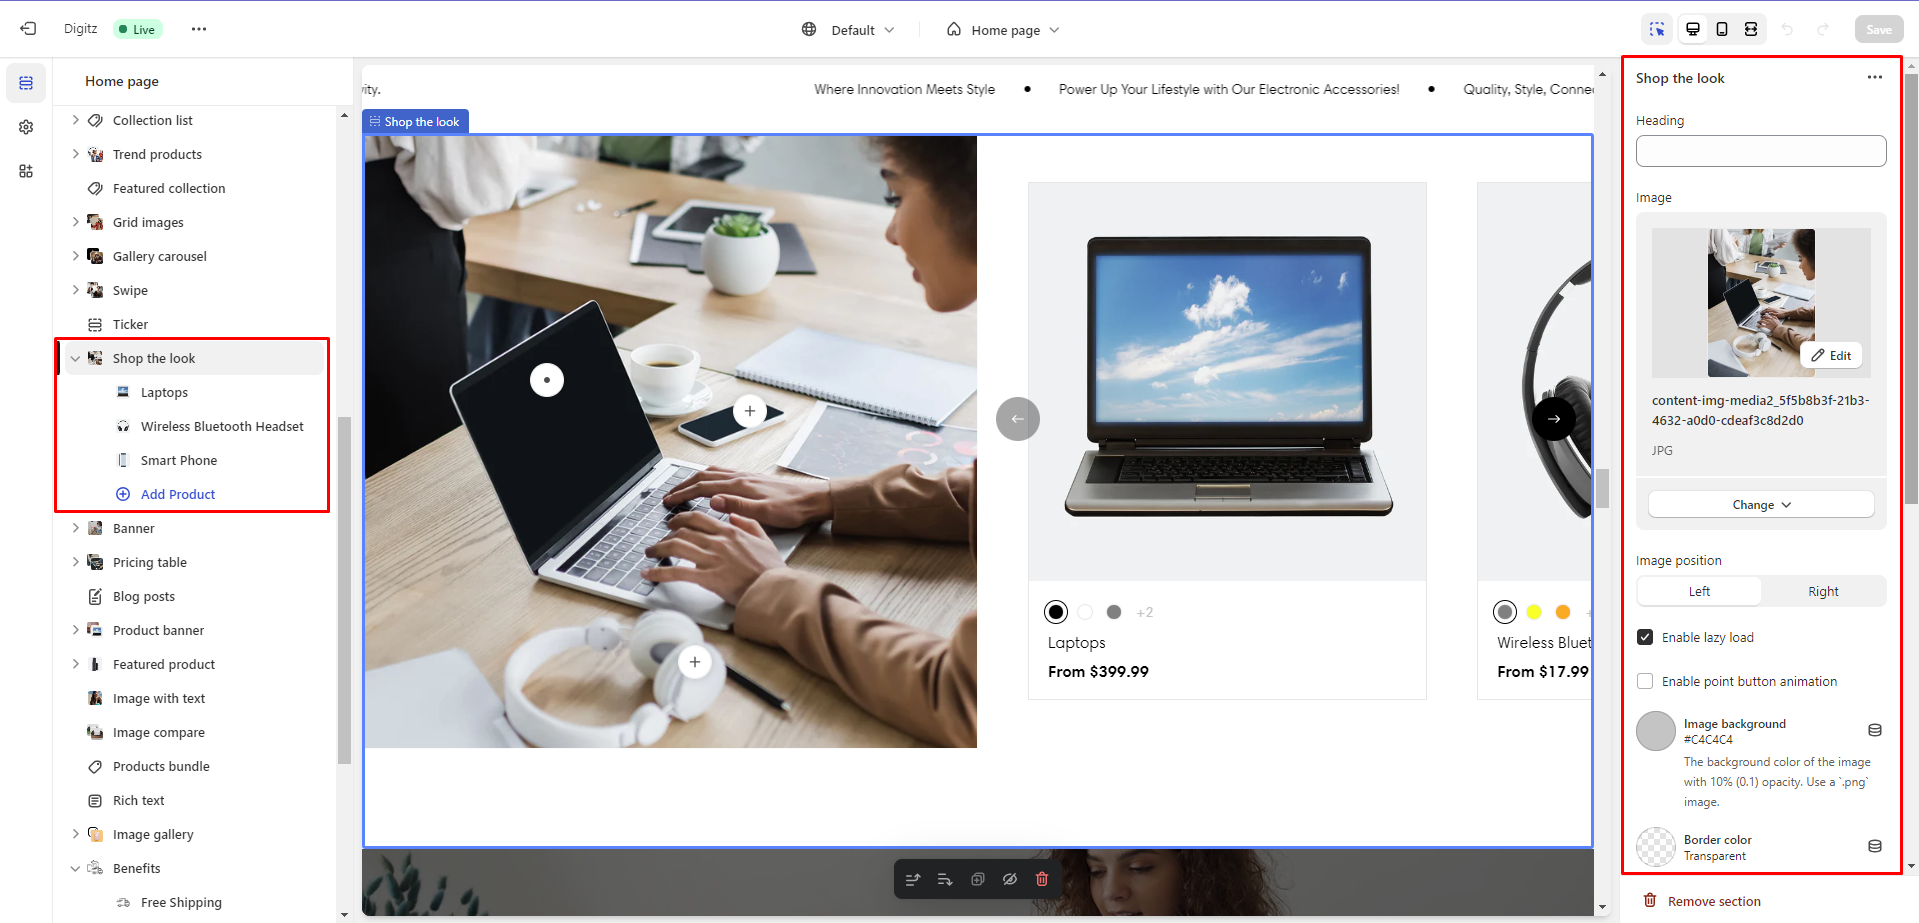 Digitz
Live
Default
Home page
Save
Home page
Collection list
Trend products
Featured collection
Grid images
Gallery carousel
Swipe
Ticker
Shop the look
Laptops
Wireless Bluetooth Headset
Smart Phone
Add Product
Banner
Pricing table
Blog posts
Product banner
Featured product
Image with text
Image compare
Products bundle
Rich text
Image gallery
Benefits
Free Shipping
ity.
Where Innovation Meets Style • Power Up Your Lifestyle with Our Electronic Accessories! • Quality, Style, Connec
Shop the look
+2
Laptops
From $399.99
Wireless Bluet
From $17.99
Shop the look
Heading
Image
Edit
content-img-media2_5f5b8b3f-21b3-
4632-a0d0-cdeaf3c8d2d0
JPG
Change
Image position
Left Right
Enable lazy load
Enable point button animation
Image background
#C4C4C4
The background color of the image
with 10% (0.1) opacity. Use a `.png`
image.
Border color
Transparent
Remove section